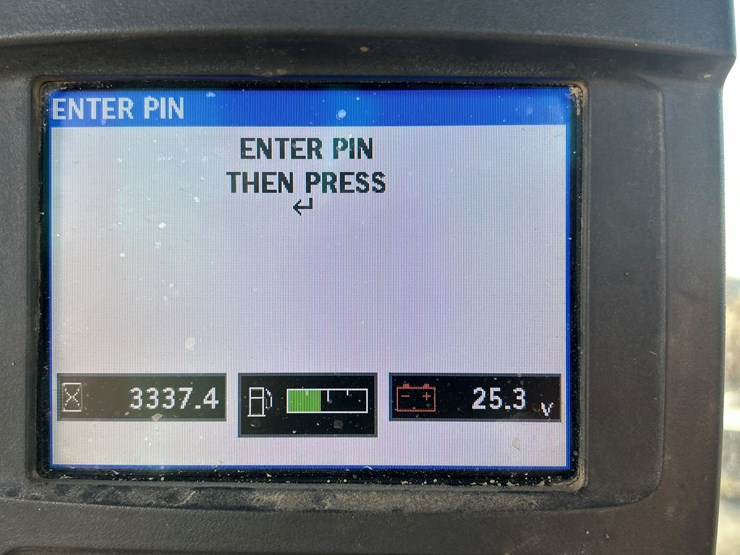 ENTER PIN
ENTER PIN
THEN PRESS
↵
3337.4
25.3 V